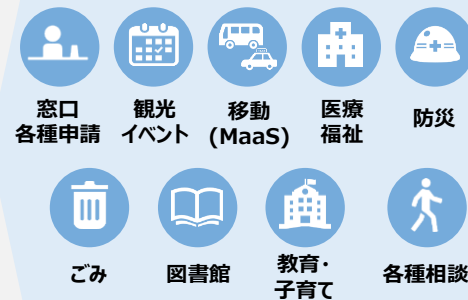 窓口
各種申請
観光
イベント
移動
(MaaS)
医療
福祉
防災
ごみ
図書館
教育・
子育て
各種相談